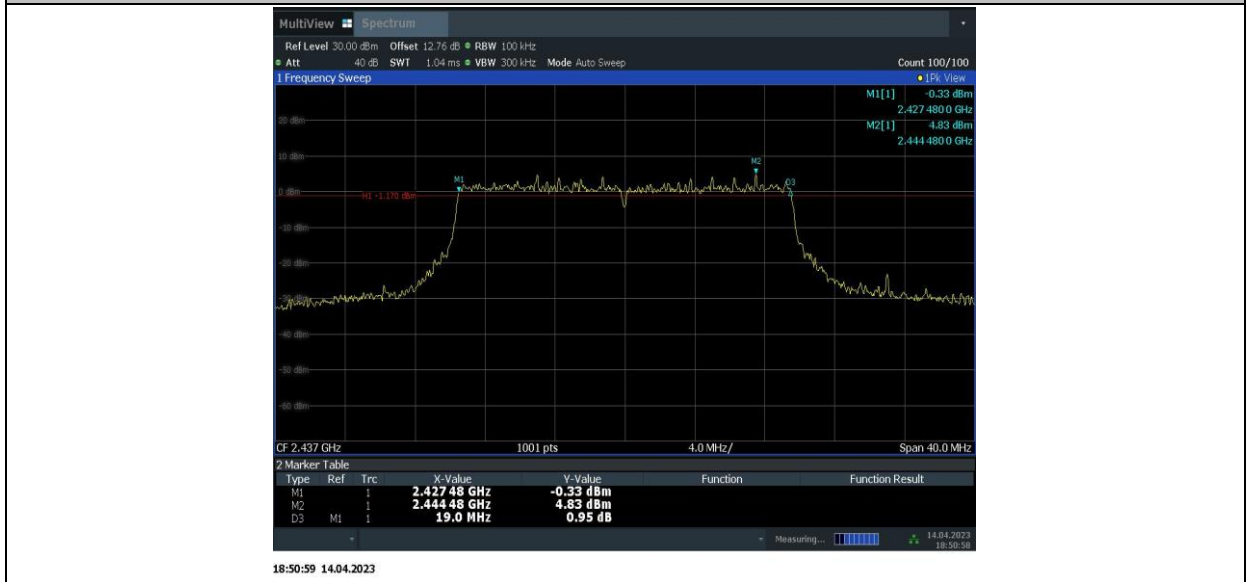 MultiView Spectrum
Ref Level 30.00 dBm Offset 12.76 dB RBW 100 kHz
Att 40 dB SWT 1.04 ms VBW 300 kHz Mode Auto Sweep Count 100/100
1 Frequency Sweep 1Pk View
M1[1] -0.33 dBm
2.427 480 0 GHz
20 dBm
M2[1] 4.83 dBm
2.444 480 0 GHz
10 dBm
M2
M1
D3
0 dBm
H1 -1.170 dBm
-10 dBm
-20 dBm
-30 dBm
-40 dBm
-50 dBm
-60 dBm
CF 2.437 GHz 1001 pts 4.0 MHz/ Span 40.0 MHz
2 Marker Table
Type Ref Trc X-Value Y-Value Function Function Result
M1 1 2.427 48 GHz -0.33 dBm
M2 1 2.444 48 GHz 4.83 dBm
D3 M1 1 19.0 MHz 0.95 dB
Measuring... 14.04.2023
18:50:58
18:50:59 14.04.2023